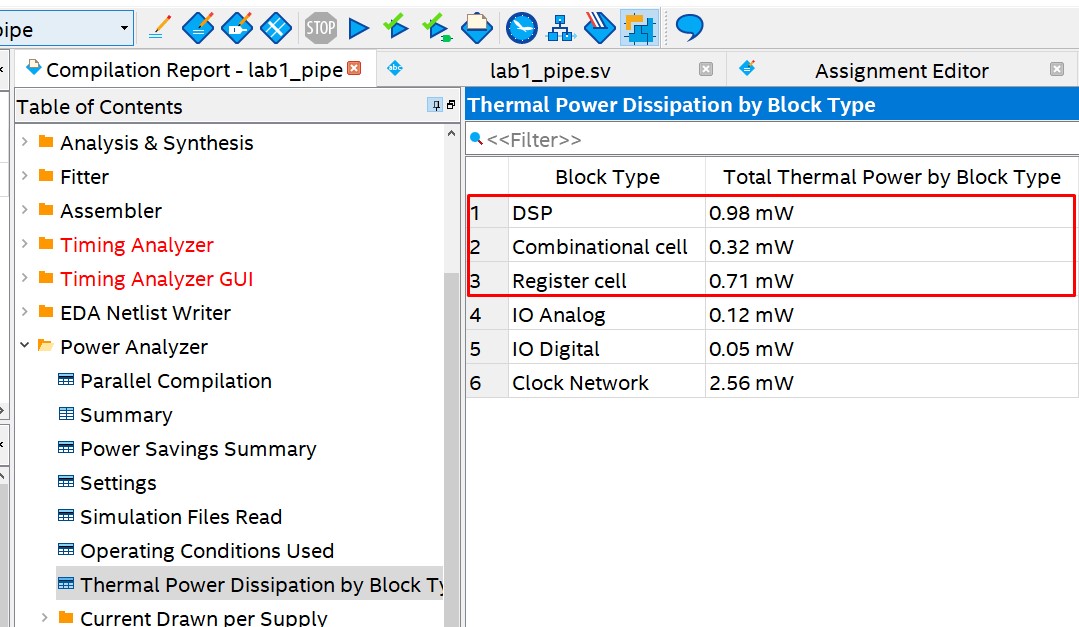 pipe
STOP
Compilation Report - lab1_pipe
abc
lab1_pipe.sv
Assignment Editor
Table of Contents
Analysis & Synthesis
Fitter
Assembler
Timing Analyzer
Timing Analyzer GUI
EDA Netlist Writer
Power Analyzer
Parallel Compilation
Summary
Power Savings Summary
Settings
Simulation Files Read
Operating Conditions Used
Thermal Power Dissipation by Block Ty
Current Drawn per Supply
Thermal Power Dissipation by Block Type
<<Filter>>
Block Type Total Thermal Power by Block Type
1 DSP 0.98 mW
2 Combinational cell 0.32 mW
3 Register cell 0.71 mW
4 IO Analog 0.12 mW
5 IO Digital 0.05 mW
6 Clock Network 2.56 mW